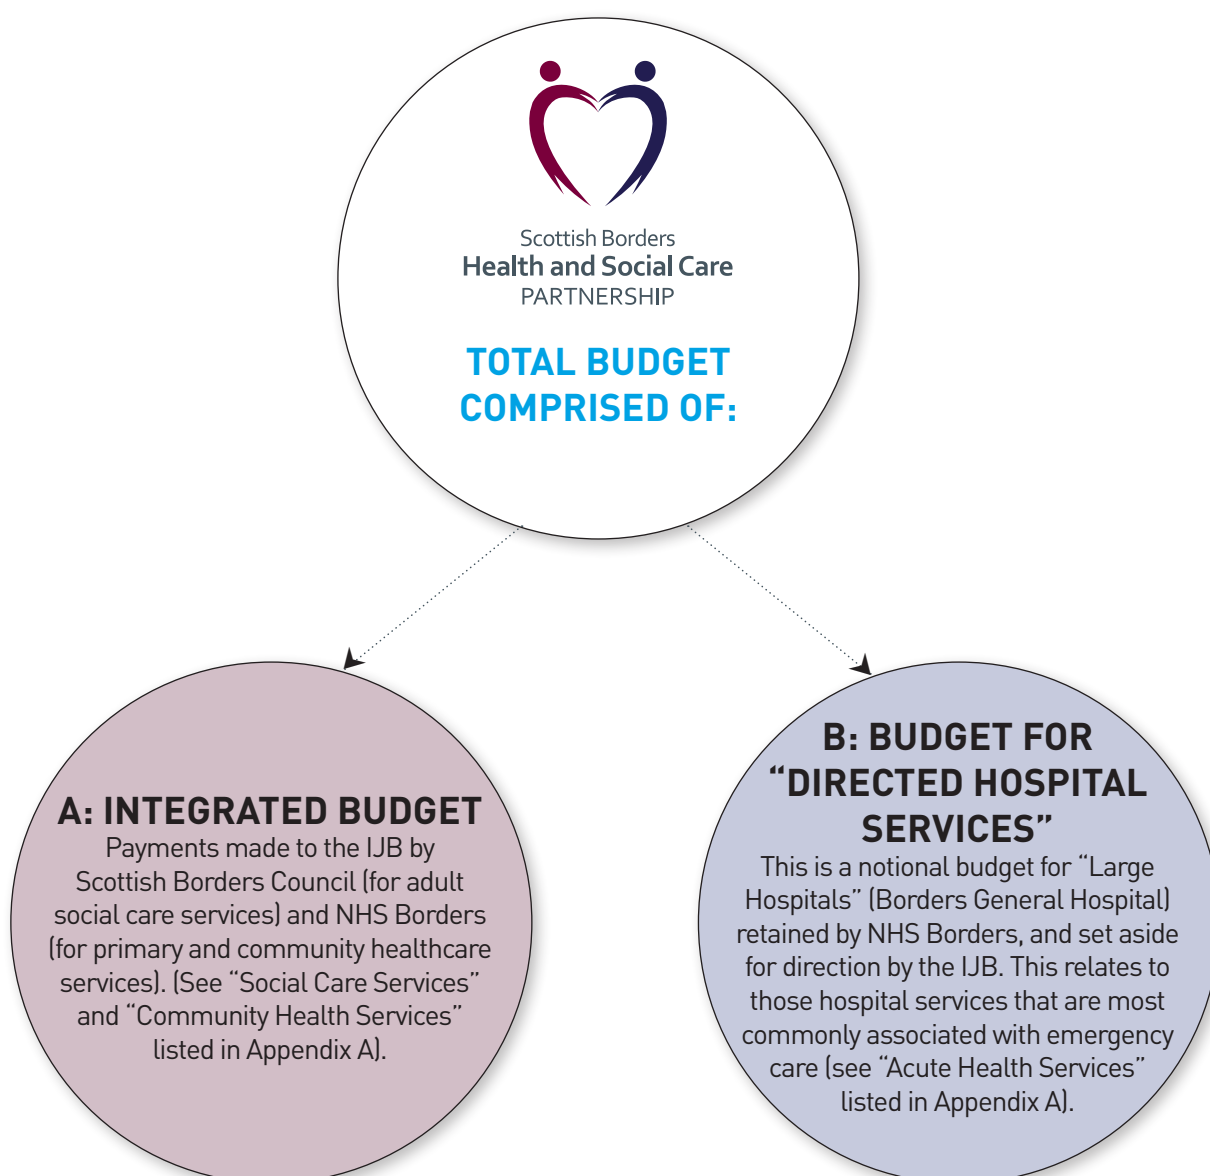 Scottish Borders
Health and Social Care
PARTNERSHIP
TOTAL BUDGET
COMPRISED OF:
A: INTEGRATED BUDGET
Payments made to the IJB by
Scottish Borders Council (for adult
social care services) and NHS Borders
(for primary and community healthcare
services). (See “Social Care Services”
and “Community Health Services”
listed in Appendix A).
B: BUDGET FOR
“DIRECTED HOSPITAL
SERVICES”
This is a notional budget for “Large
Hospitals” (Borders General Hospital)
retained by NHS Borders, and set aside
for direction by the IJB. This relates to
those hospital services that are most
commonly associated with emergency
care (see “Acute Health Services”
listed in Appendix A).